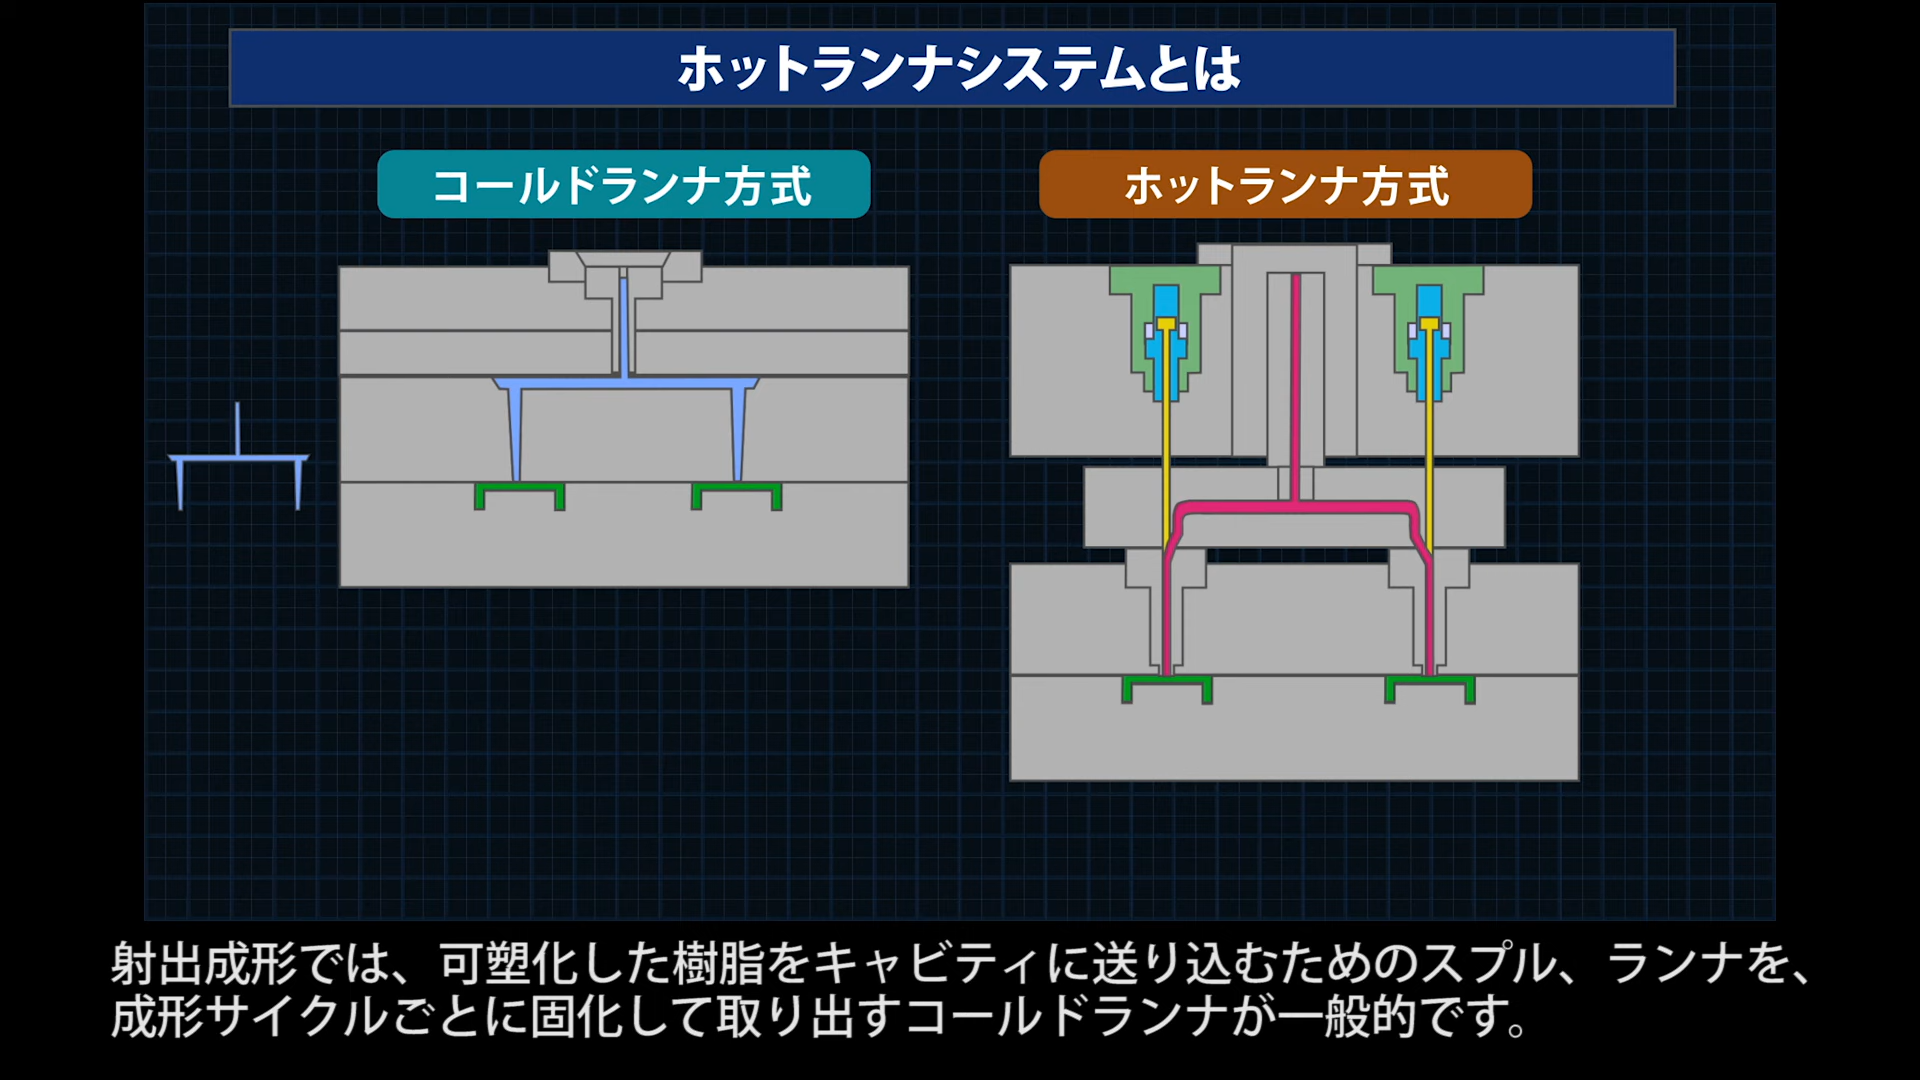 ホットランナシステムとは
コールドランナ方式
ホットランナ方式
射出成形では、可塑化した樹脂をキャビティに送り込むためのスプル、ランナを、
成形サイクルごとに固化して取り出すコールドランナが一般的です。